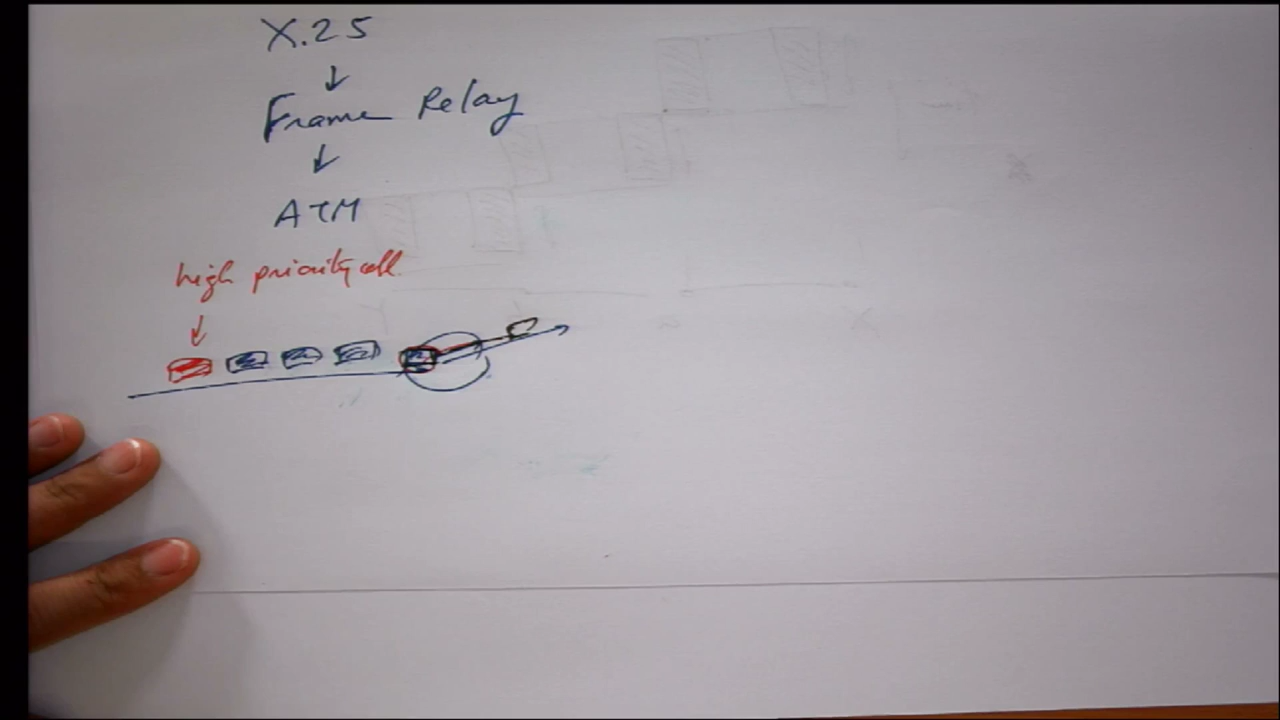 X.25
↓
Frame Relay
↓
ATM
high priority cell
↓